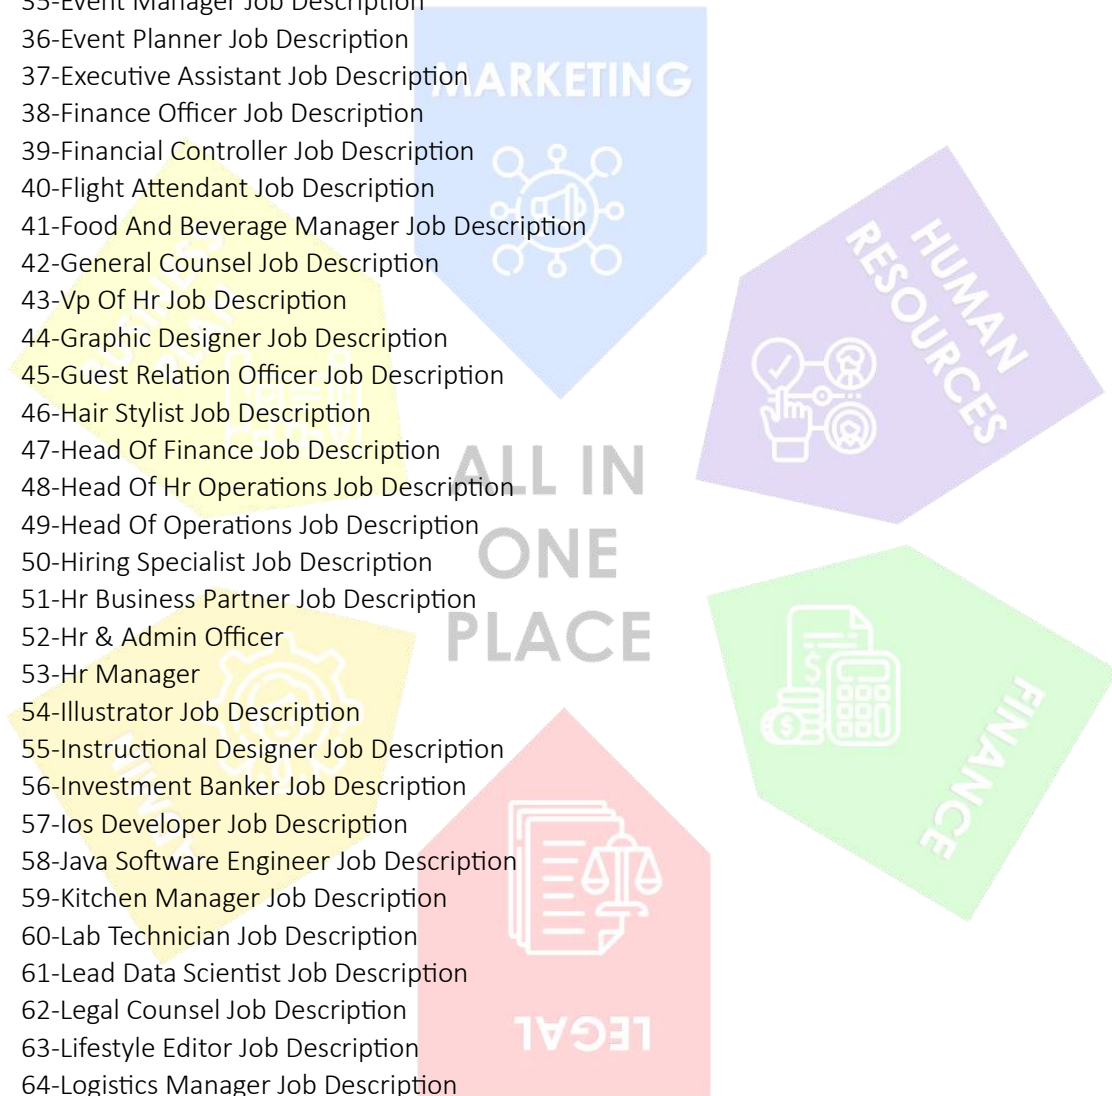 35-Event Manager Job Description
36-Event Planner Job Description
37-Executive Assistant Job Description
38-Finance Officer Job Description
39-Financial Controller Job Description
40-Flight Attendant Job Description
41-Food And Beverage Manager Job Description
42-General Counsel Job Description
43-Vp Of Hr Job Description
44-Graphic Designer Job Description
45-Guest Relation Officer Job Description
46-Hair Stylist Job Description
47-Head Of Finance Job Description
48-Head Of Hr Operations Job Description
49-Head Of Operations Job Description
50-Hiring Specialist Job Description
51-Hr Business Partner Job Description
52-Hr & Admin Officer
53-Hr Manager
54-Illustrator Job Description
55-Instructional Designer Job Description
56-Investment Banker Job Description
57-Ios Developer Job Description
58-Java Software Engineer Job Description
59-Kitchen Manager Job Description
60-Lab Technician Job Description
61-Lead Data Scientist Job Description
62-Legal Counsel Job Description
63-Lifestyle Editor Job Description
64-Logistics Manager Job Description
MARKETING
HUMAN
RESOURCES
ALL IN
ONE
PLACE
FINANCE
LEGAL